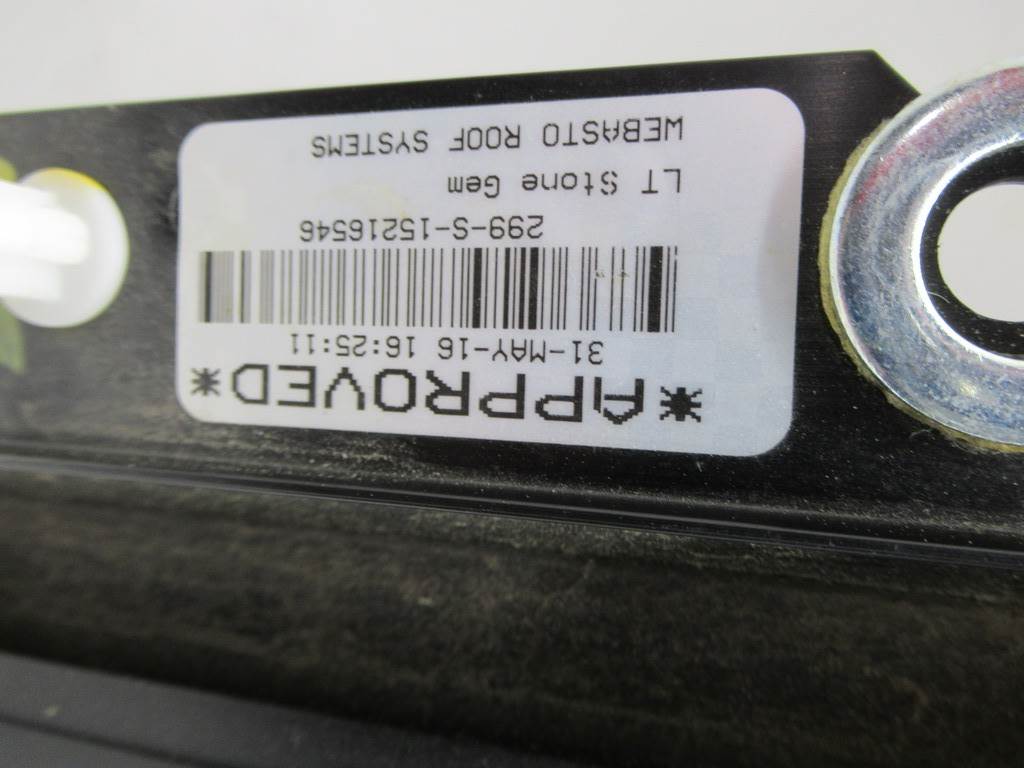 *APPROVED*
31-MAY-16 16:25:11
299-S-15216546
LT Stone Gem
WEBASTO ROOF SYSTEMS